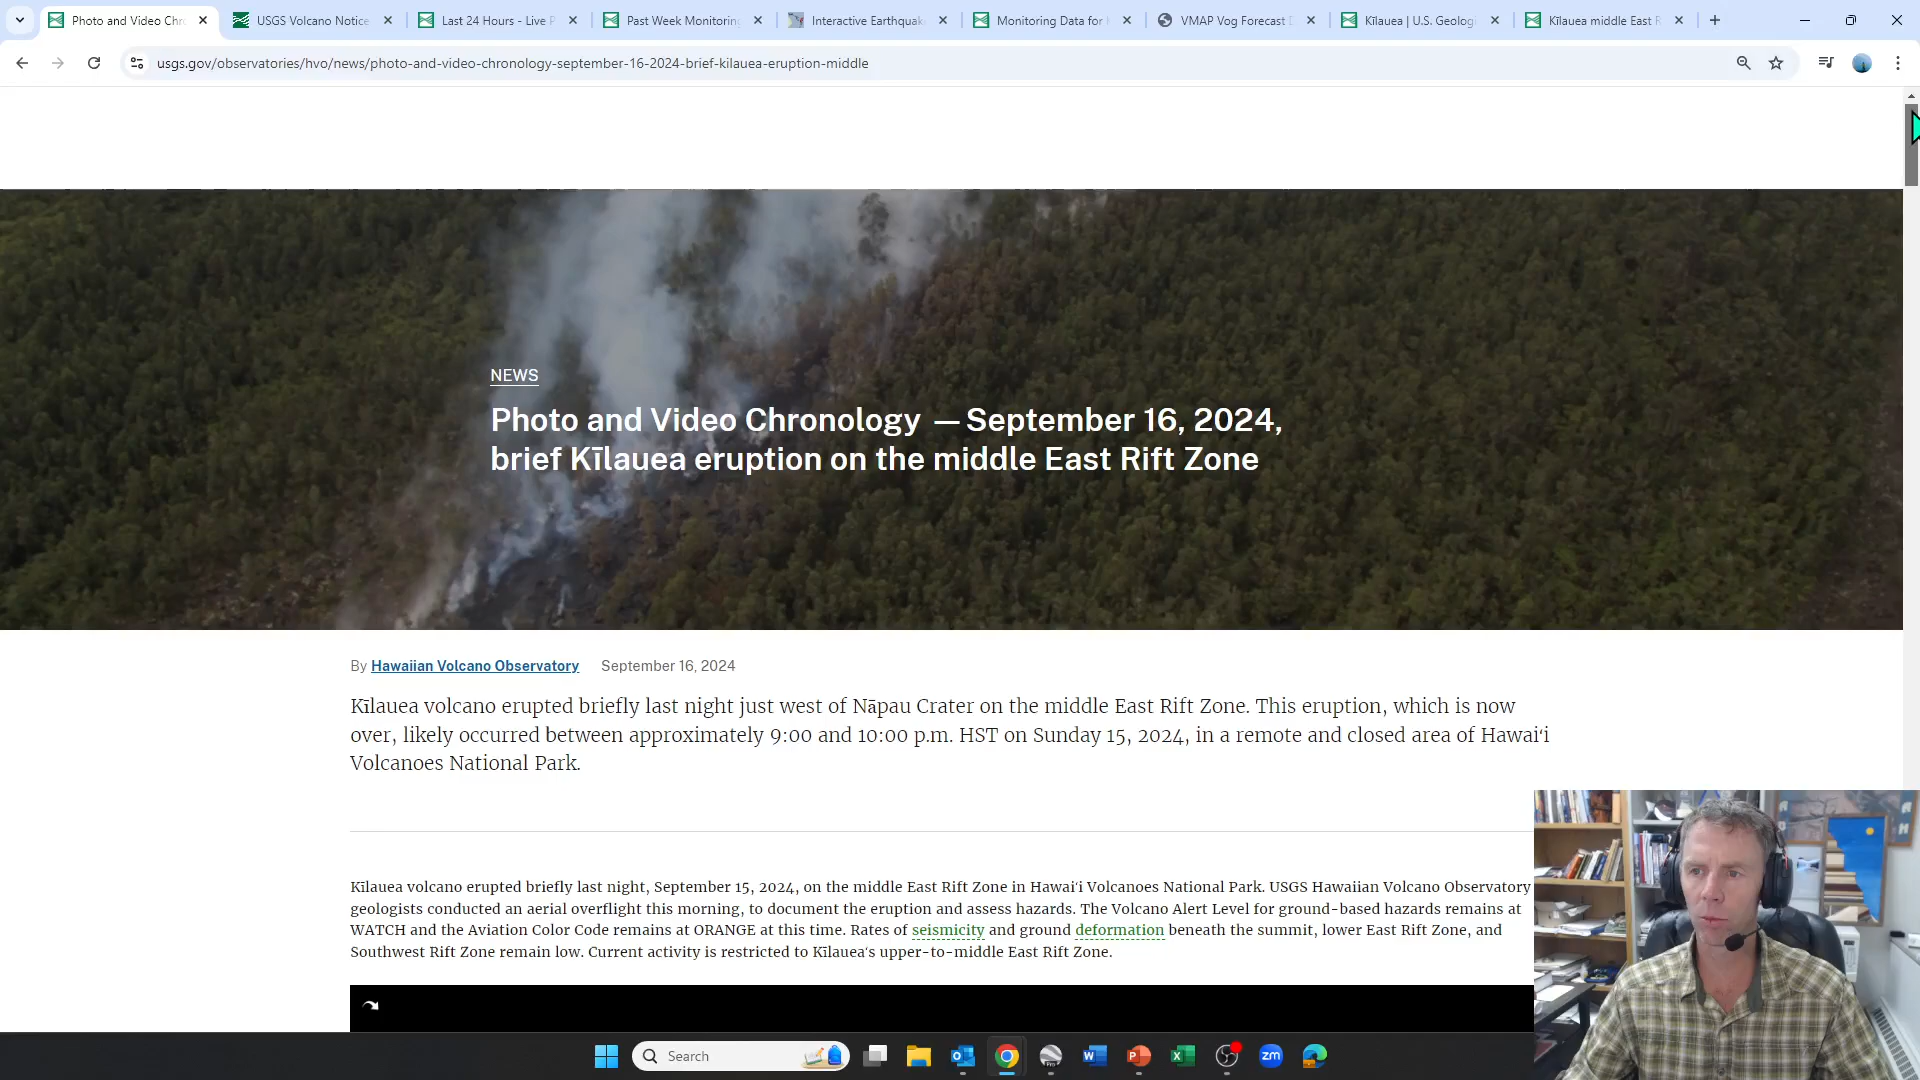 Photo and Video Chr
USGS Volcano Notice
Last 24 Hours - Live P
Past Week Monitorin
Interactive Earthquak
Monitoring Data for
VMAP Vog Forecast
Kīlauea | U.S. Geologi
Kīlauea middle East R
usgs.gov/observatories/hvo/news/photo-and-video-chronology-september-16-2024-brief-kilauea-eruption-middle
NEWS
Photo and Video Chronology — September 16, 2024,
brief Kīlauea eruption on the middle East Rift Zone
By Hawaiian Volcano Observatory September 16, 2024
Kīlauea volcano erupted briefly last night just west of Nāpau Crater on the middle East Rift Zone. This eruption, which is now
over, likely occurred between approximately 9:00 and 10:00 p.m. HST on Sunday 15, 2024, in a remote and closed area of Hawaiʻi
Volcanoes National Park.
Kīlauea volcano erupted briefly last night, September 15, 2024, on the middle East Rift Zone in Hawaiʻi Volcanoes National Park. USGS Hawaiian Volcano Observatory
geologists conducted an aerial overflight this morning, to document the eruption and assess hazards. The Volcano Alert Level for ground-based hazards remains at
WATCH and the Aviation Color Code remains at ORANGE at this time. Rates of seismicity and ground deformation beneath the summit, lower East Rift Zone, and
Southwest Rift Zone remain low. Current activity is restricted to Kīlauea's upper-to-middle East Rift Zone.
Search
zm